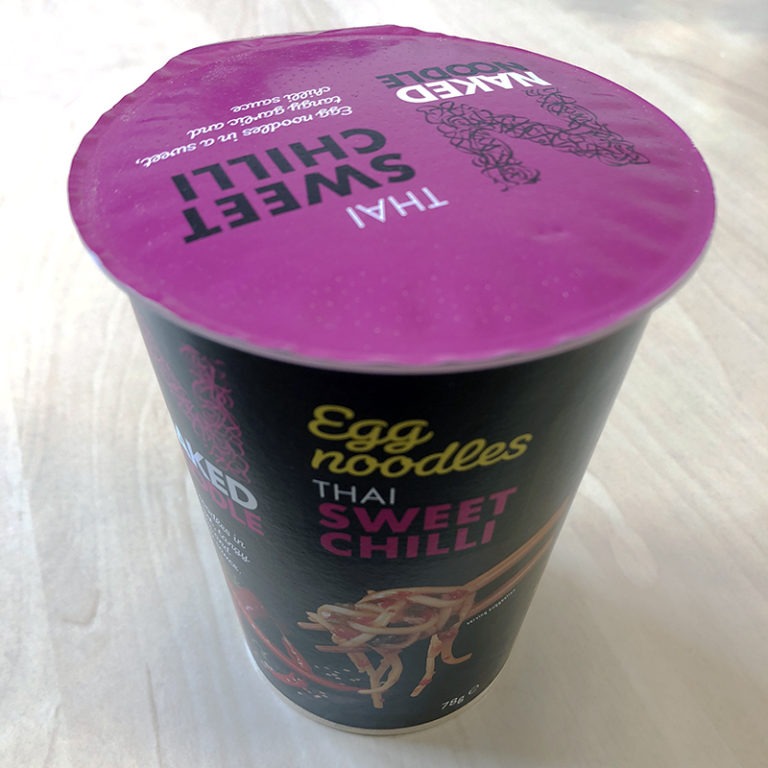 NAKED
NOODLE
THAI
SWEET
CHILLI
Egg noodles in a sweet,
tangy garlic and
chilli sauce
Egg
noodles
THAI
SWEET
CHILLI
78g e